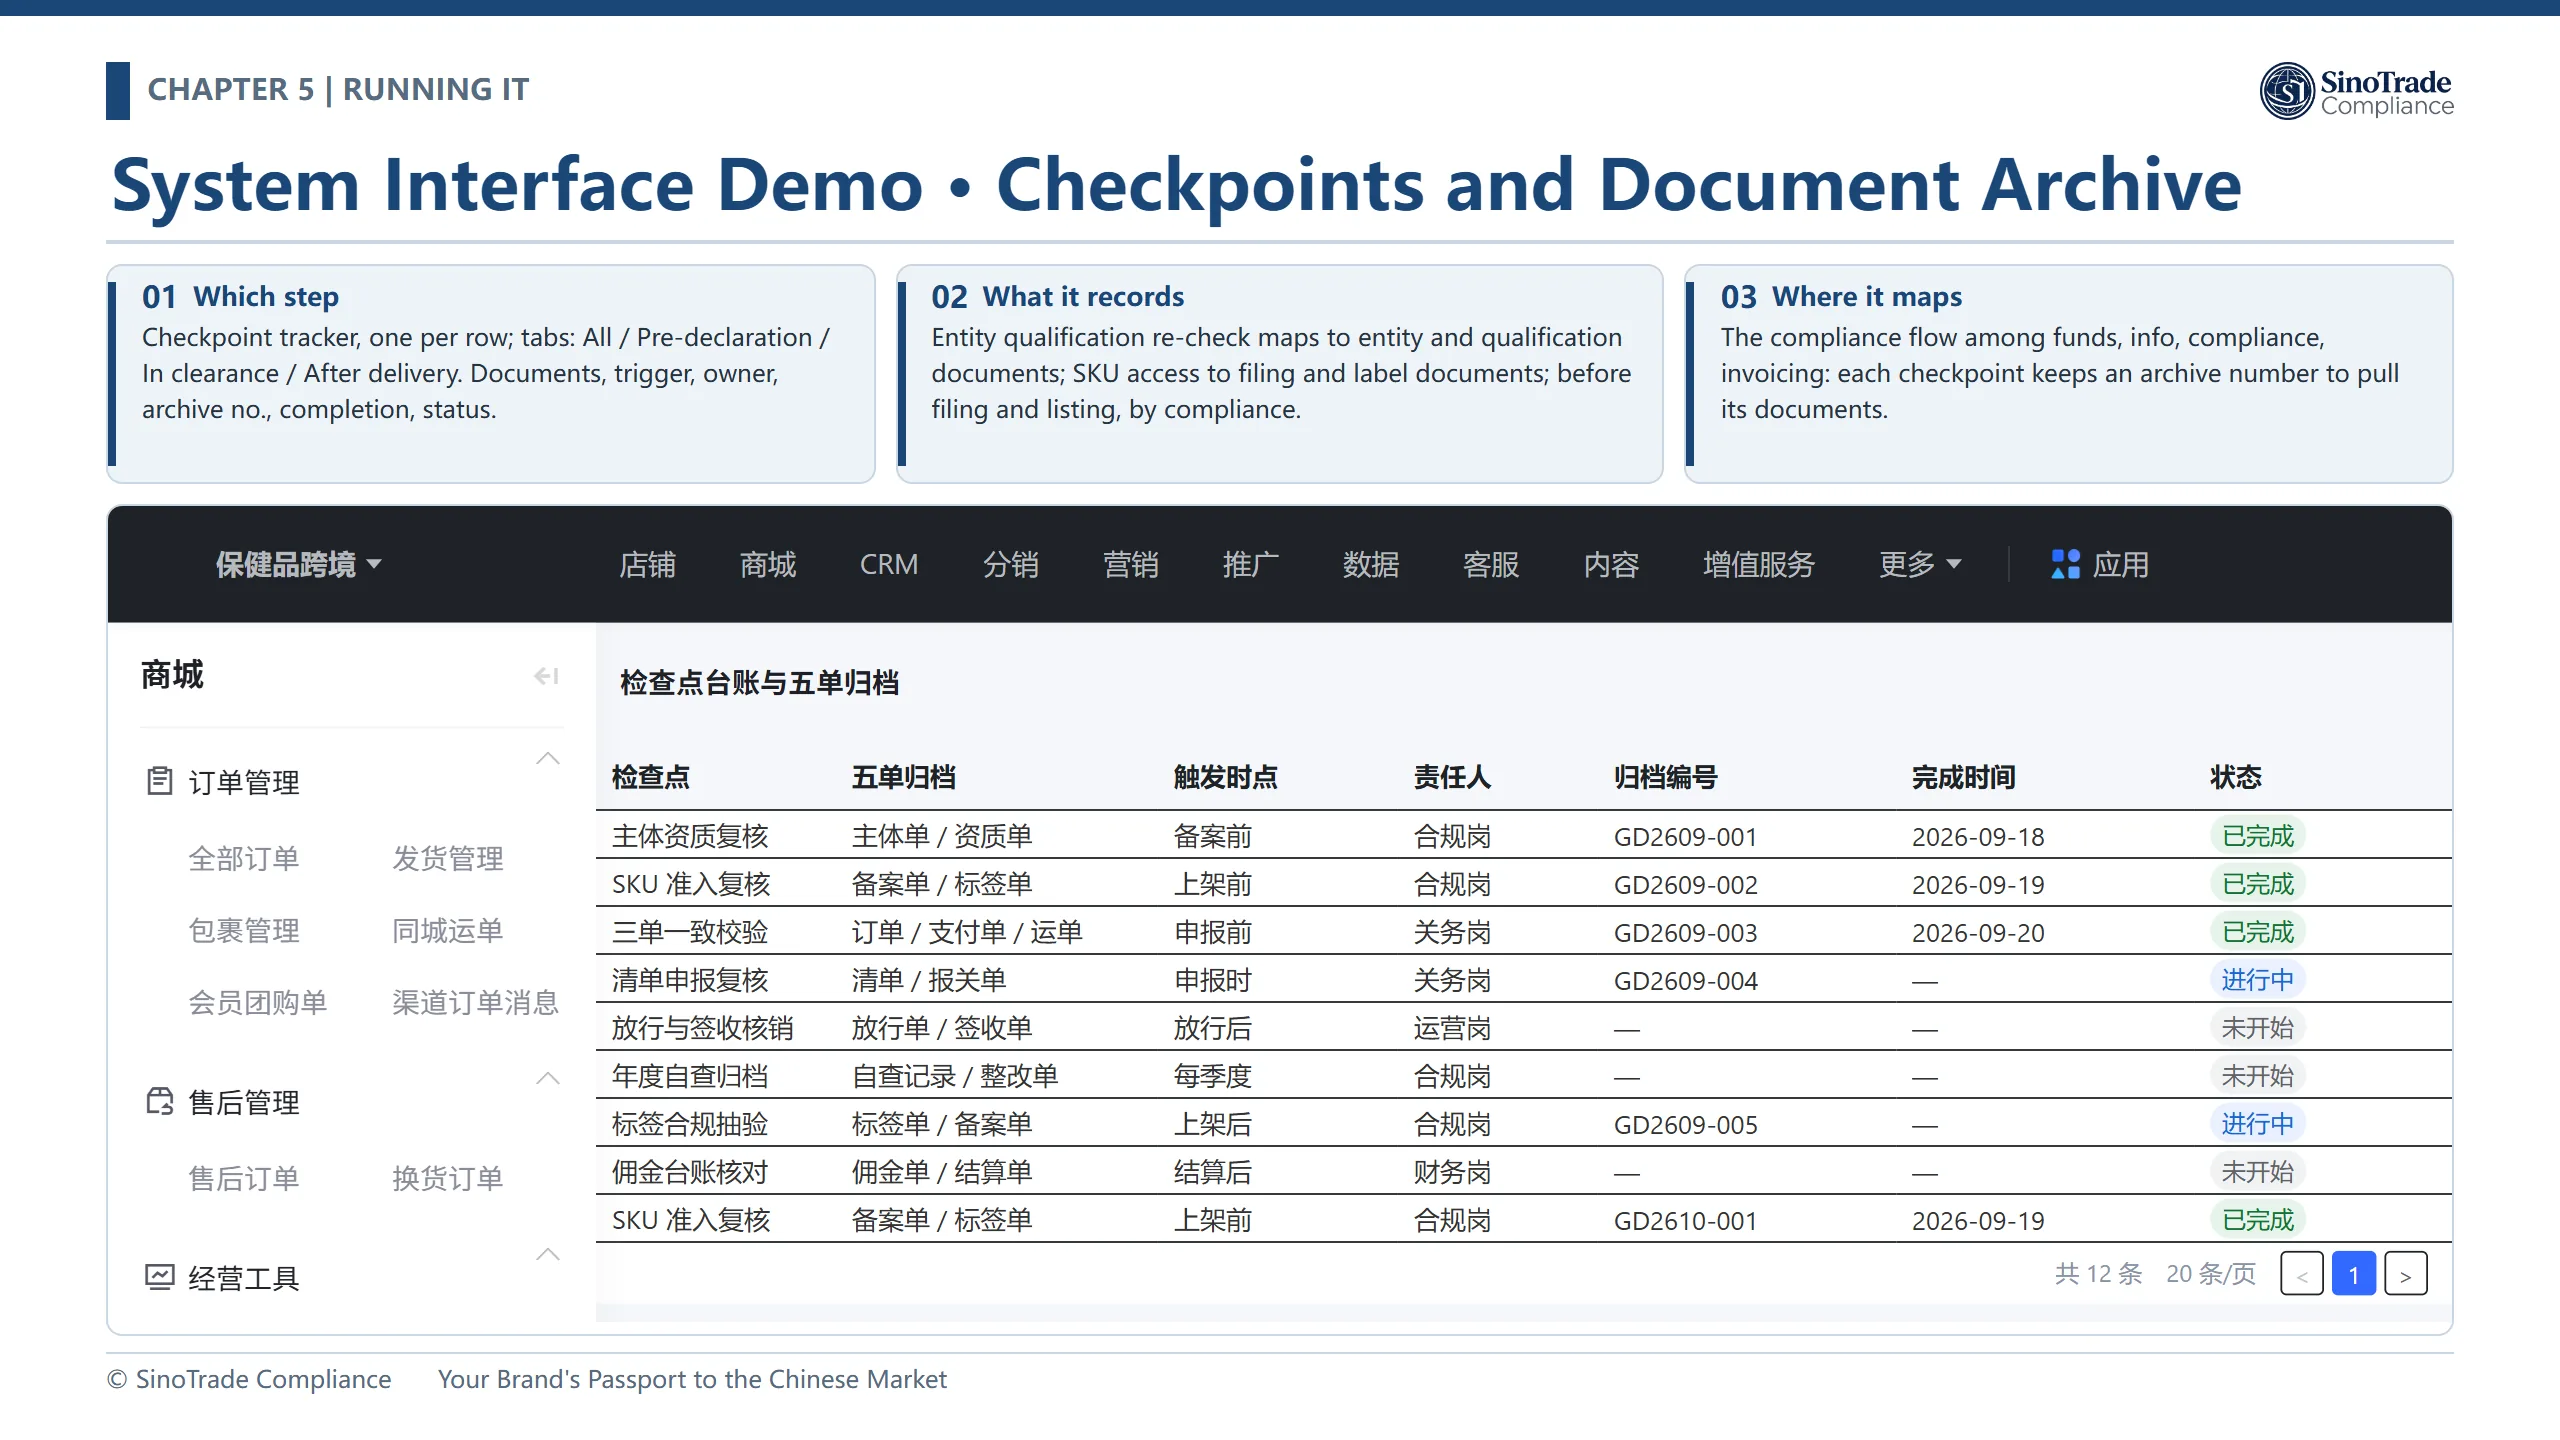 CHAPTER 5 | RUNNING IT
SinoTrade
Compliance
System Interface Demo • Checkpoints and Document Archive
01 Which step
Checkpoint tracker, one per row; tabs: All / Pre-declaration /
In clearance / After delivery. Documents, trigger, owner,
archive no., completion, status.
02 What it records
Entity qualification re-check maps to entity and qualification
documents; SKU access to filing and label documents; before
filing and listing, by compliance.
03 Where it maps
The compliance flow among funds, info, compliance,
invoicing: each checkpoint keeps an archive number to pull
its documents.
保健品跨境 店铺 商城 CRM 分销 营销 推广 数据 客服 内容 增值服务 更多 应用
商城
订单管理
全部订单 发货管理
包裹管理 同城运单
会员团购单 渠道订单消息
售后管理
售后订单 换货订单
经营工具
检查点台账与五单归档
检查点 五单归档 触发时点 责任人 归档编号 完成时间 状态
主体资质复核 主体单 / 资质单 备案前 合规岗 GD2609-001 2026-09-18 已完成
SKU 准入复核 备案单 / 标签单 上架前 合规岗 GD2609-002 2026-09-19 已完成
三单一致校验 订单 / 支付单 / 运单 申报前 关务岗 GD2609-003 2026-09-20 已完成
清单申报复核 清单 / 报关单 申报时 关务岗 GD2609-004 — 进行中
放行与签收核销 放行单 / 签收单 放行后 运营岗 — — 未开始
年度自查归档 自查记录 / 整改单 每季度 合规岗 — — 未开始
标签合规抽验 标签单 / 备案单 上架后 合规岗 GD2609-005 — 进行中
佣金台账核对 佣金单 / 结算单 结算后 财务岗 — — 未开始
SKU 准入复核 备案单 / 标签单 上架前 合规岗 GD2610-001 2026-09-19 已完成
共 12 条 20 条/页 < 1 >
© SinoTrade Compliance Your Brand's Passport to the Chinese Market